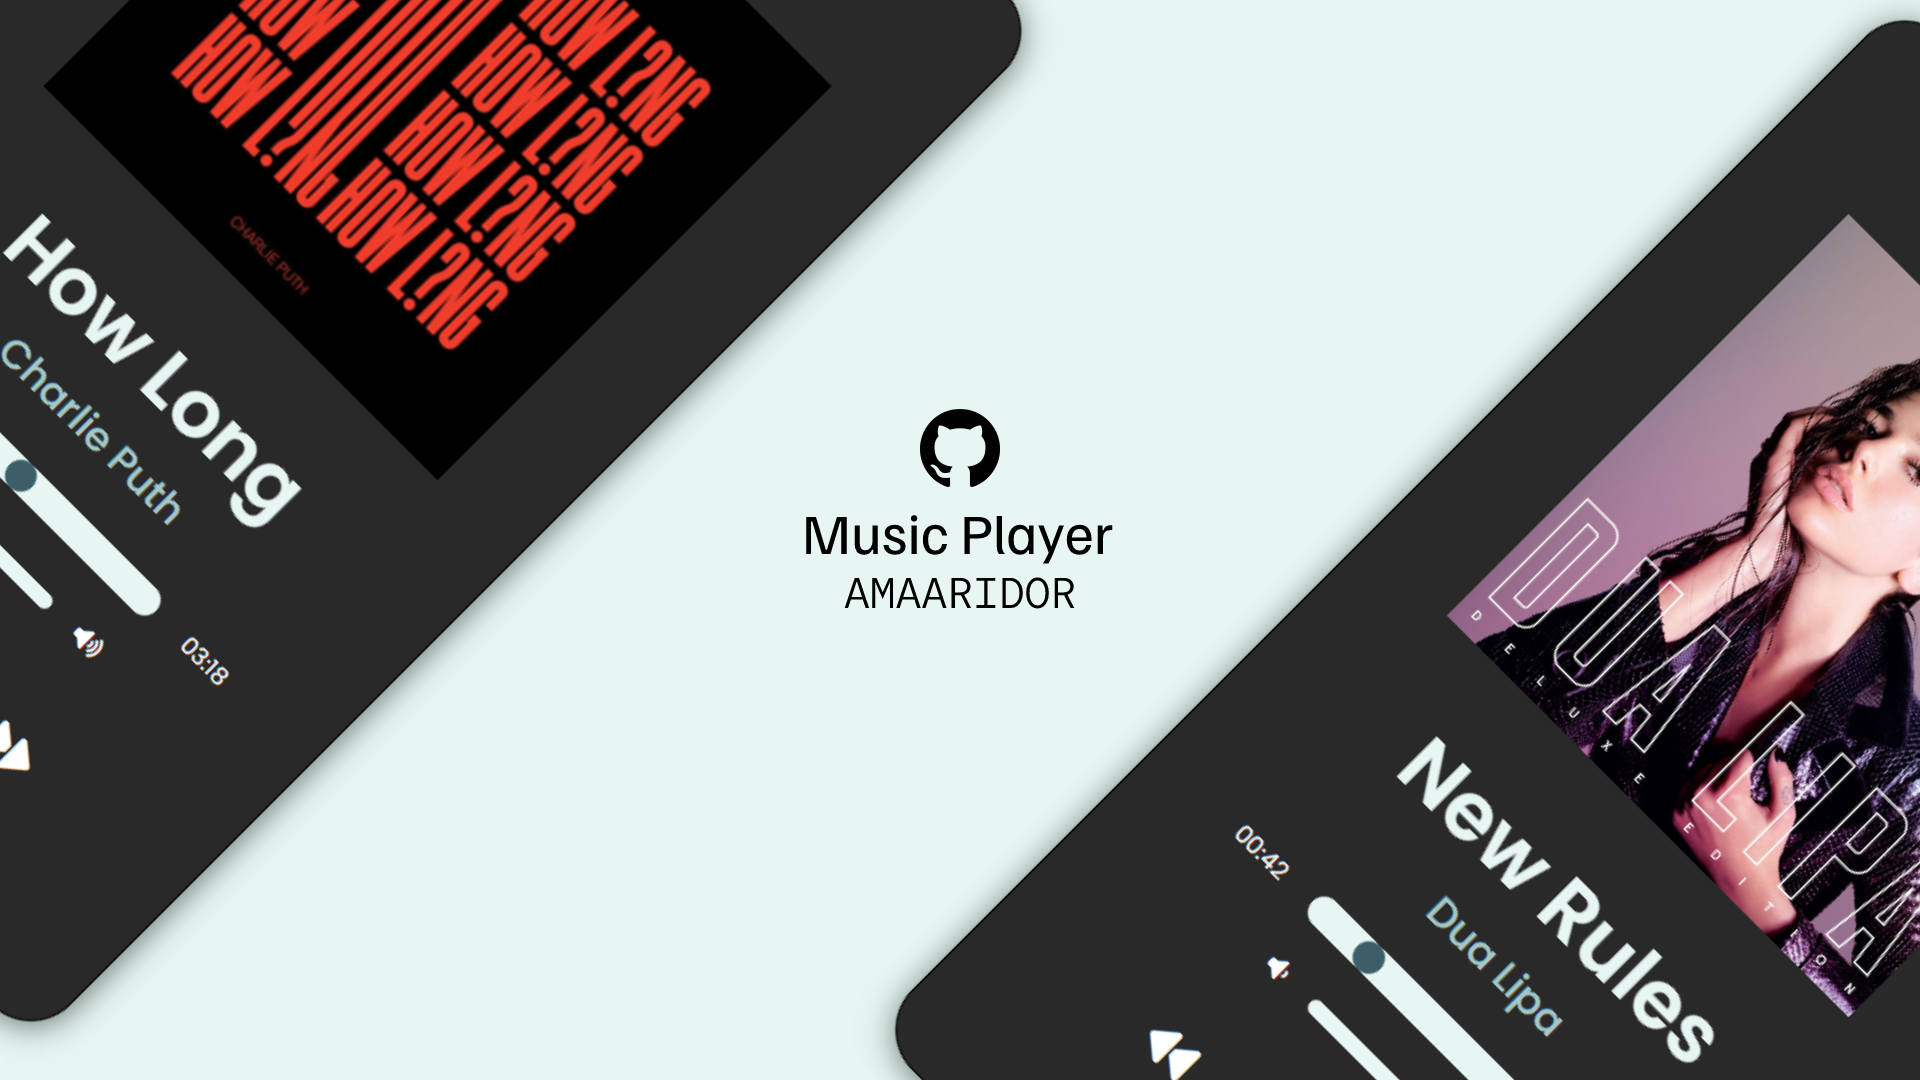 HOW L?NG
HOW L?NG
HOW HOW L?NG
HOW L?NG HOW L?NG
CHARLIE PUTH
How Long
Charlie Puth
03:18
Music Player
AMAARIDOR
DUA LIPA
DELUXE EDITION
New Rules
Dua Lipa
00:42